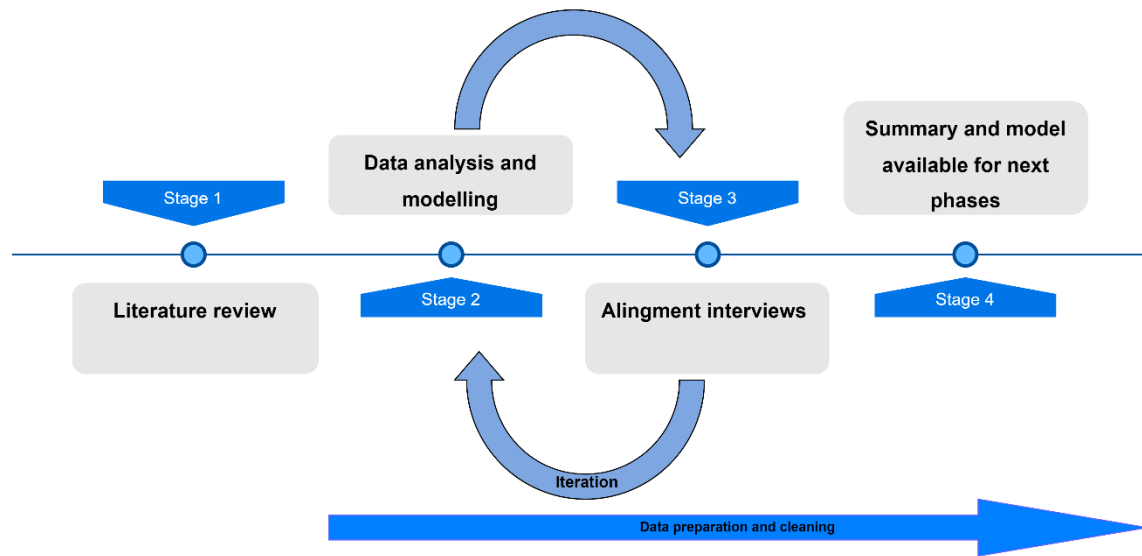 Summary and model
available for next
phases
Data analysis and
modelling
Stage 1
Stage 3
Literature review
Stage 2
Alingment interviews
Stage 4
Iteration
Data preparation and cleaning